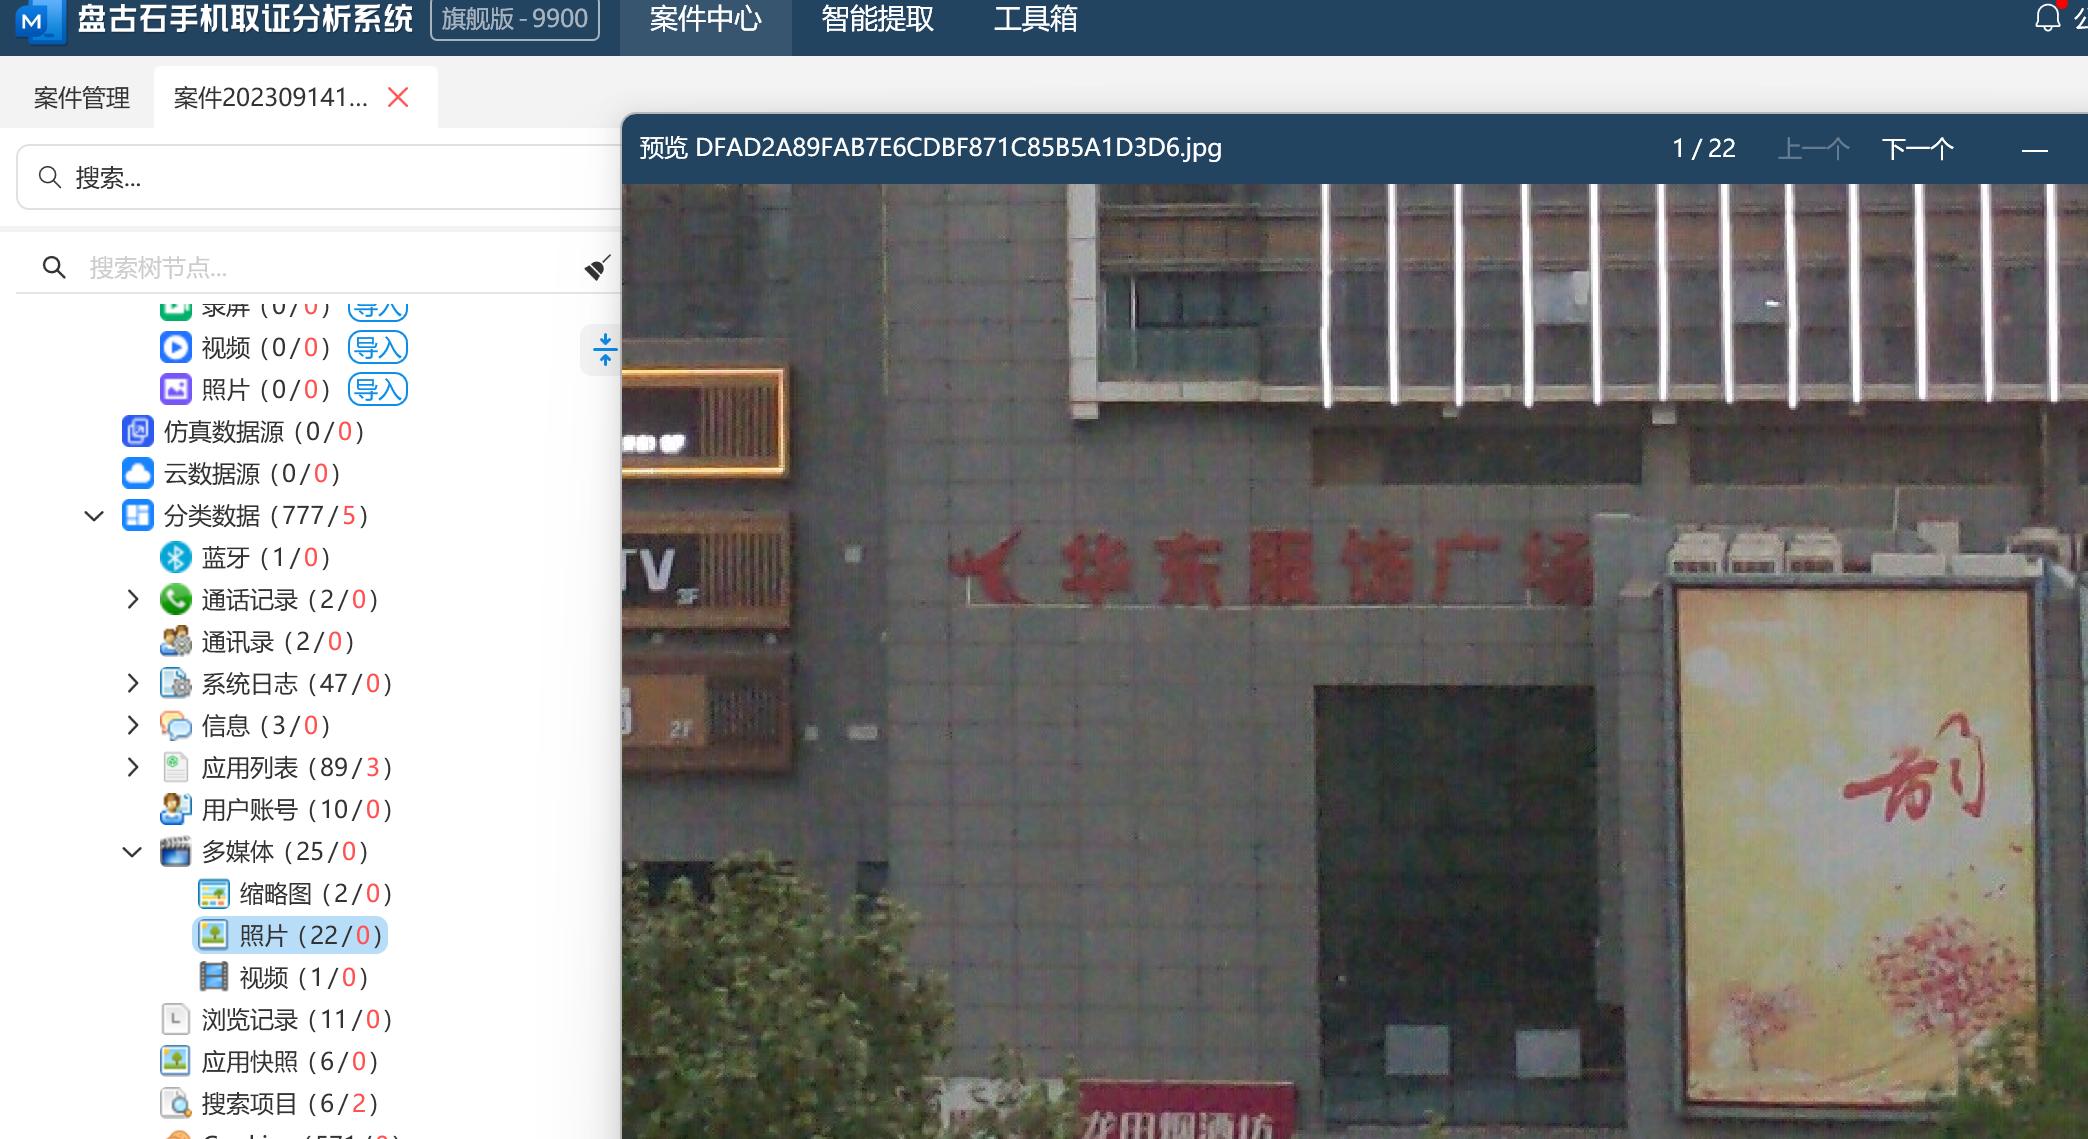 盘古石手机取证分析系统 旗舰版 - 9900 案件中心 智能提取 工具箱
案件管理 案件202309141...
预览 DFAD2A89FAB7E6CDBF871C85B5A1D3D6.jpg 1 / 22 上一个 下一个
搜索...
搜索树节点...
录屏 (0/0) 导入
视频 (0/0) 导入
照片 (0/0) 导入
仿真数据源 (0/0)
云数据源 (0/0)
分类数据 (777/5)
蓝牙 (1/0)
通话记录 (2/0)
通讯录 (2/0)
系统日志 (47/0)
信息 (3/0)
应用列表 (89/3)
用户账号 (10/0)
多媒体 (25/0)
缩略图 (2/0)
照片 (22/0)
视频 (1/0)
浏览记录 (11/0)
应用快照 (6/0)
搜索项目 (6/2)
TV 3F
2F
华东服饰广场
韵
龙田烟酒坊